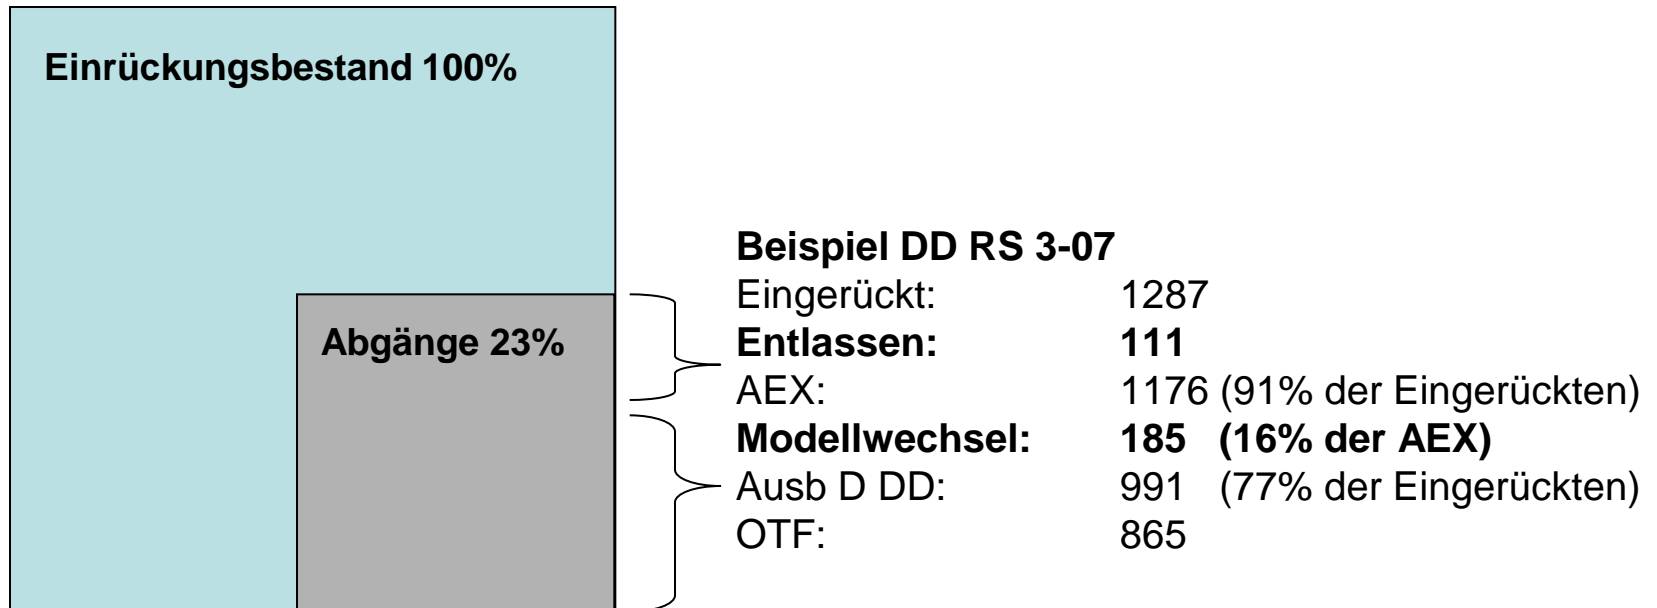 Einrückungsbestand 100%
Abgänge 23%
Beispiel DD RS 3-07
Eingerückt: 1287
Entlassen: 111
AEX: 1176 (91% der Eingerückten)
Modellwechsel: 185 (16% der AEX)
Ausb D DD: 991 (77% der Eingerückten)
OTF: 865